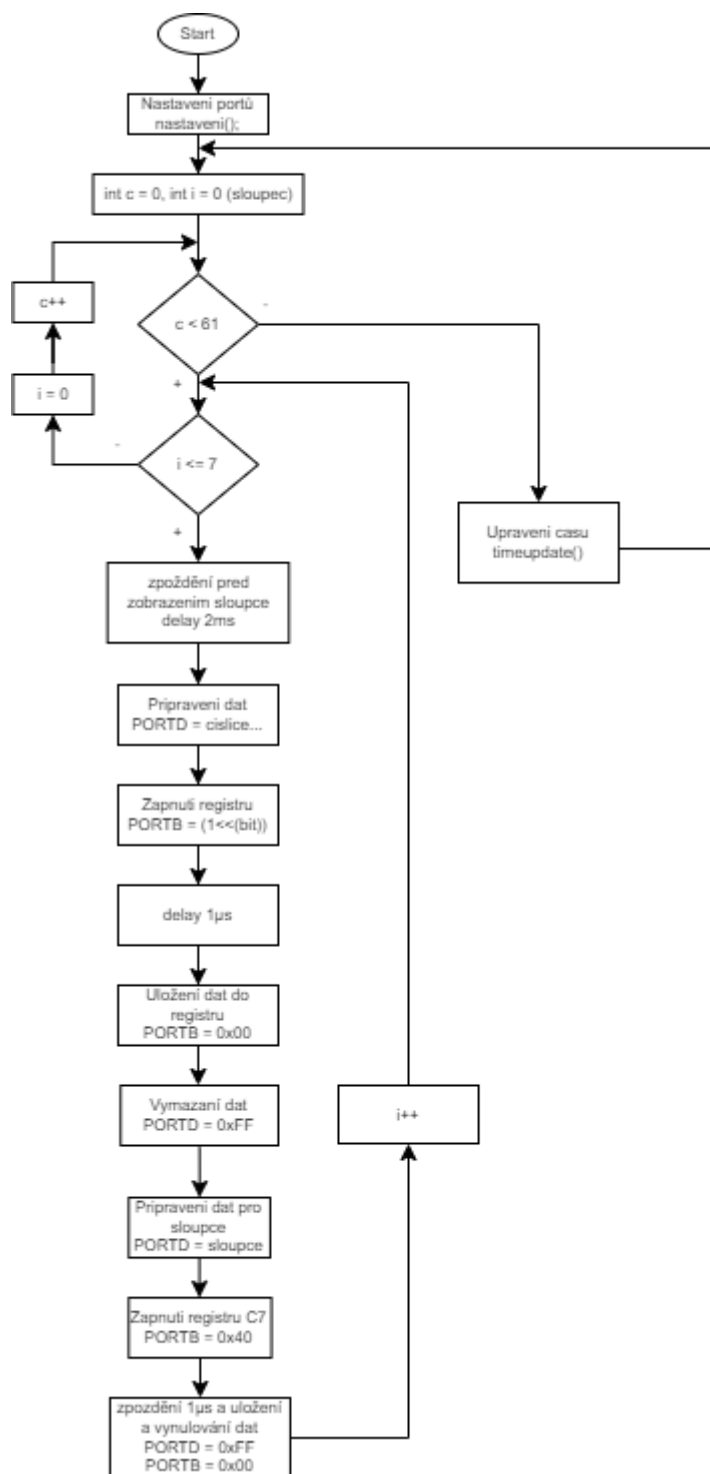 Start
Nastaveni portů
nastaveni();
int c = 0, int i = 0 (sloupec)
c++
c < 61
-
+
i = 0
-
i <= 7
+
Upraveni casu
timeupdate()
zpoždění pred
zobrazenim sloupce
delay 2ms
Pripraveni dat
PORTD = cislice...
Zapnuti registru
PORTB = (1<<(bit))
delay 1µs
Uložení dat do
registru
PORTB = 0x00
Vymazaní dat
PORTD = 0xFF
i++
Pripraveni dat pro
sloupce
PORTD = sloupce
Zapnuti registru C7
PORTB = 0x40
zpozdění 1µs a uložení
a vynulování dat
PORTD = 0xFF
PORTB = 0x00